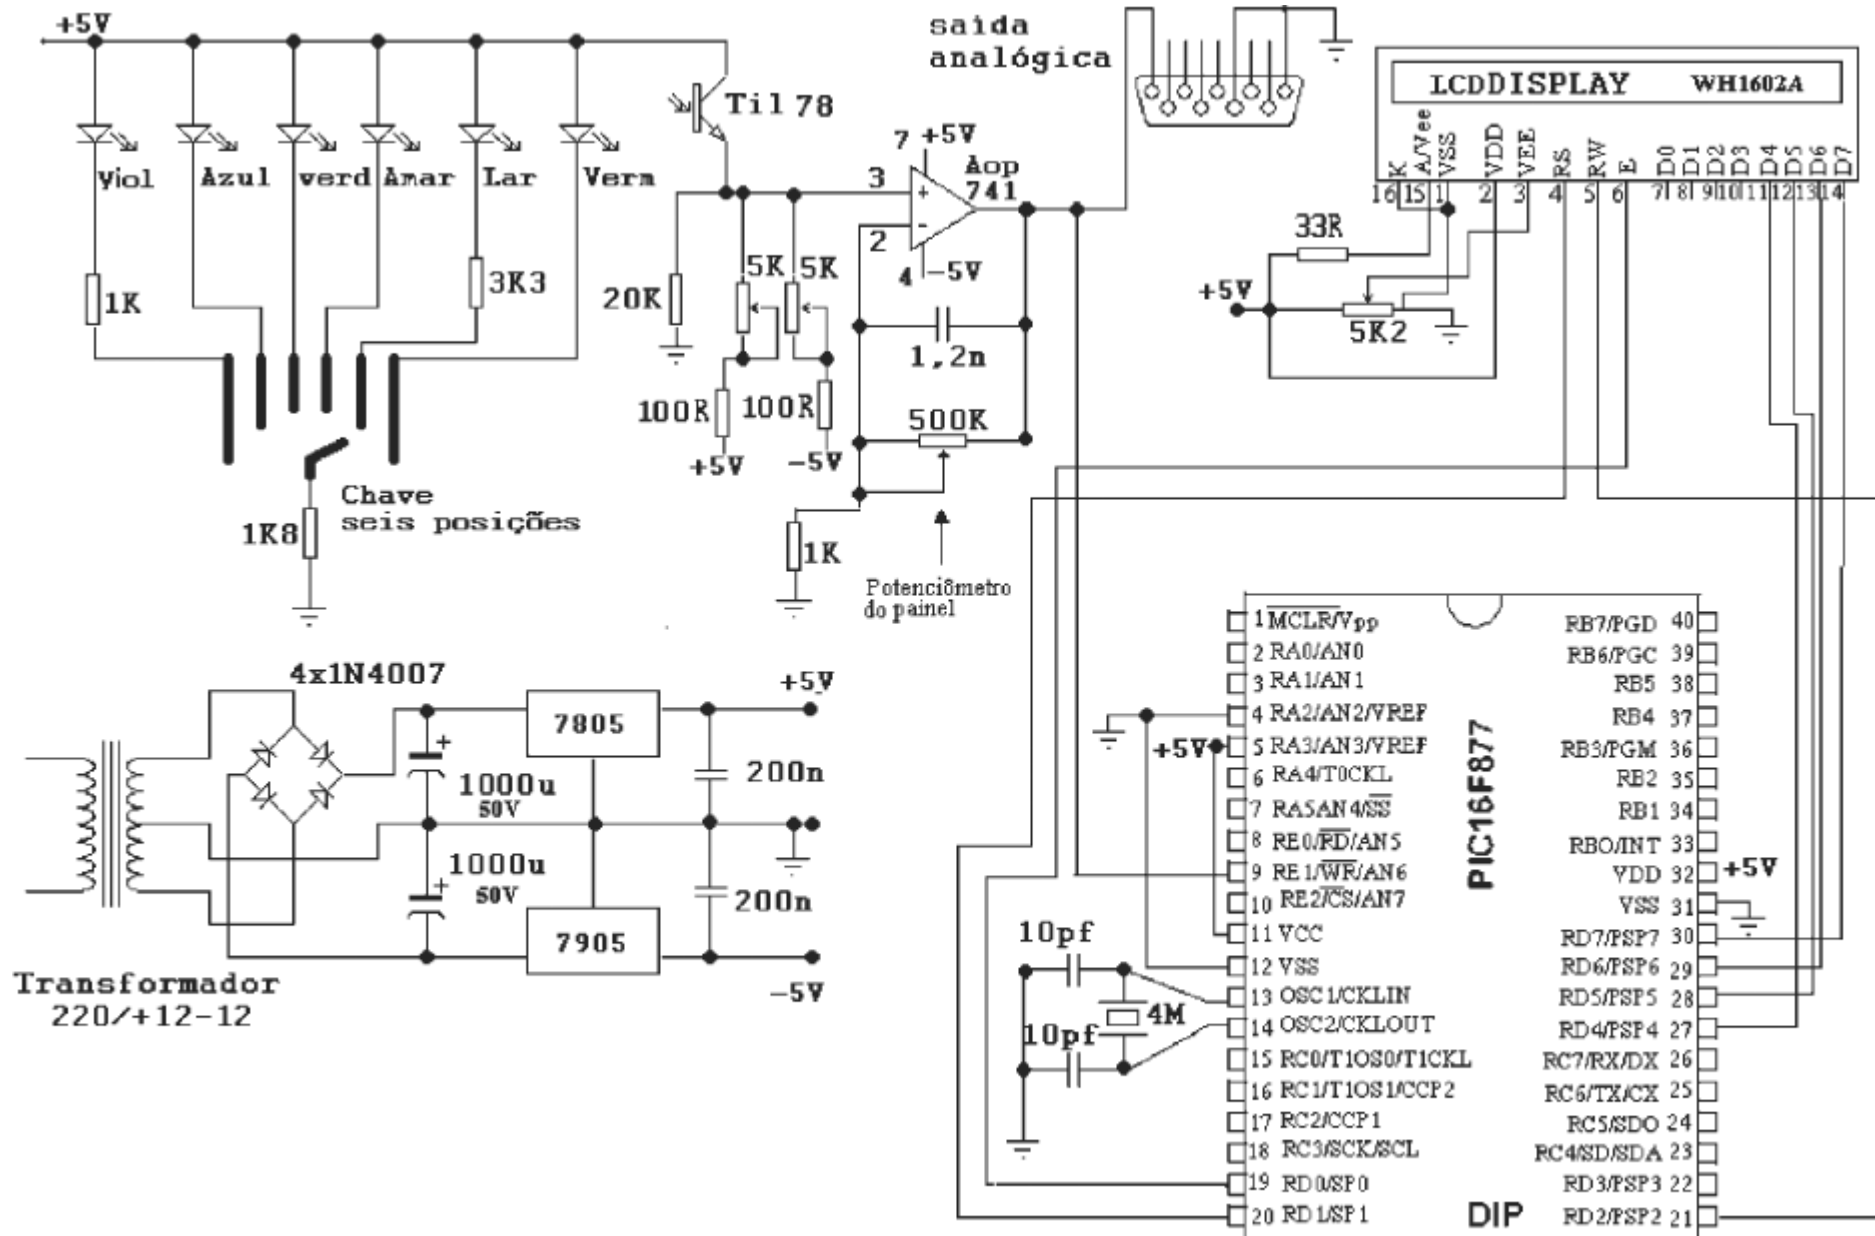 +5V
Viol
Azul
verd
Amar
Lar
Verm
1K
3K3
Chave
seis posições
1K8
Til 78
20K
5K
5K
100R
100R
+5V
-5V
saida
analógica
7
+5V
Aop
741
3
+
2
-
4
-5V
1,2n
500K
1K
Potenciômetro
do painel
LCDDISPLAY
WH1602A
K
A/Vee
VSS
VDD
VEE
RS
RW
E
D0
D1
D2
D3
D4
D5
D6
D7
16
15
1
2
3
4
5
6
7
8
9
10
11
12
13
14
33R
+5V
5K2
4x1N4007
7805
+5V
+
1000u
50V
200n
+
1000u
50V
200n
7905
-5V
Transformador
220/+12-12
1 MCLR/Vpp
2 RA0/AN0
3 RA1/AN1
4 RA2/AN2/VREF
+5V
5 RA3/AN3/VREF
6 RA4/T0CKL
7 RA5AN4/SS
8 RE0/RD/AN5
9 RE1/WR/AN6
10 RE2/CS/AN7
11 VCC
12 VSS
13 OSC1/CKLIN
14 OSC2/CKLOUT
15 RC0/T1OS0/T1CKL
16 RC1/T1OS1/CCP2
17 RC2/CCP1
18 RC3/SCK/SCL
19 RD0/SP0
20 RD1/SP1
10pf
4M
10pf
PIC16F877
DIP
RB7/PGD 40
RB6/PGC 39
RB5 38
RB4 37
RB3/PGM 36
RB2 35
RB1 34
RBO/INT 33
VDD 32
+5V
VSS 31
RD7/PSP7 30
RD6/PSP6 29
RD5/PSP5 28
RD4/PSP4 27
RC7/RX/DX 26
RC6/TX/CX 25
RC5/SDO 24
RC4/SD/SDA 23
RD3/PSP3 22
RD2/PSP2 21